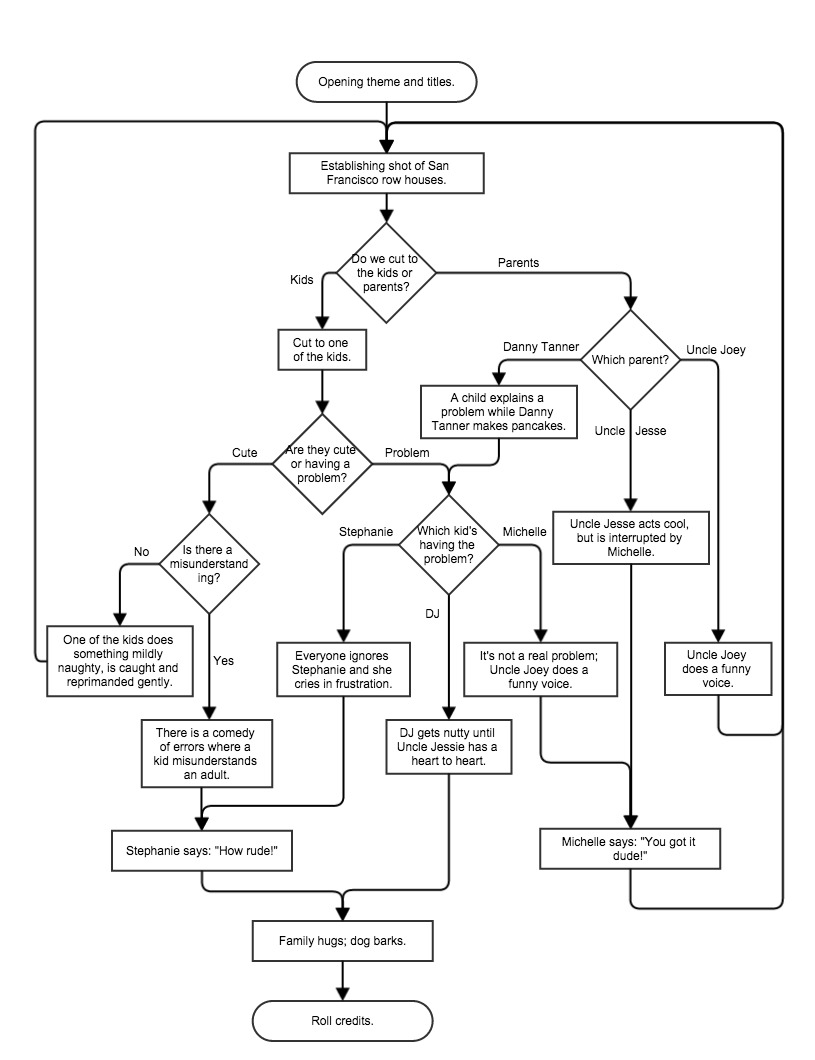 Opening theme and titles.
Establishing shot of San
Francisco row houses.
Do we cut to
the kids or
parents?
Kids
Parents
Cut to one
of the kids.
Danny Tanner
Which parent?
Uncle Joey
A child explains a
problem while Danny
Tanner makes pancakes.
Uncle Jesse
Cute
Are they cute
or having a
problem?
Problem
Stephanie
Which kid's
having the
problem?
Michelle
Uncle Jesse acts cool,
but is interrupted by
Michelle.
No
Is there a
misunderstand
ing?
DJ
One of the kids does
something mildly
naughty, is caught and
reprimanded gently.
Yes
Everyone ignores
Stephanie and she
cries in frustration.
It's not a real problem;
Uncle Joey does a
funny voice.
Uncle Joey
does a funny
voice.
There is a comedy
of errors where a
kid misunderstands
an adult.
DJ gets nutty until
Uncle Jessie has a
heart to heart.
Stephanie says: "How rude!"
Michelle says: "You got it
dude!"
Family hugs; dog barks.
Roll credits.